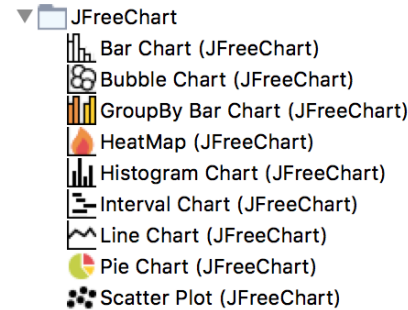 JFreeChart
Bar Chart (JFreeChart)
Bubble Chart (JFreeChart)
GroupBy Bar Chart (JFreeChart)
HeatMap (JFreeChart)
Histogram Chart (JFreeChart)
Interval Chart (JFreeChart)
Line Chart (JFreeChart)
Pie Chart (JFreeChart)
Scatter Plot (JFreeChart)